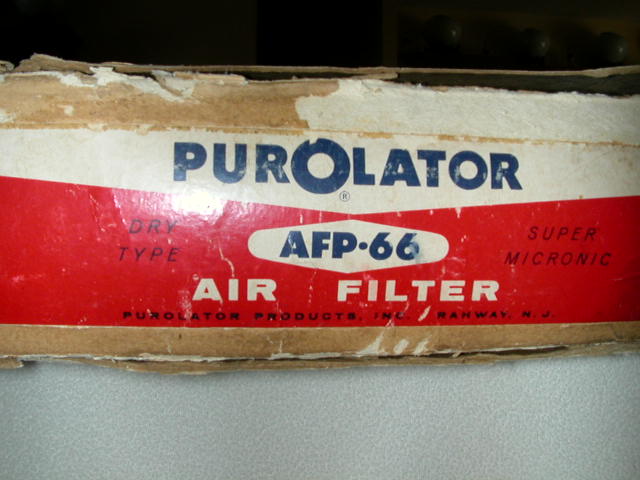 PUROLATOR
®
DRY
TYPE
AFP•66
SUPER
MICRONIC
AIR FILTER
PUROLATOR PRODUCTS, INC. RAHWAY, N. J.